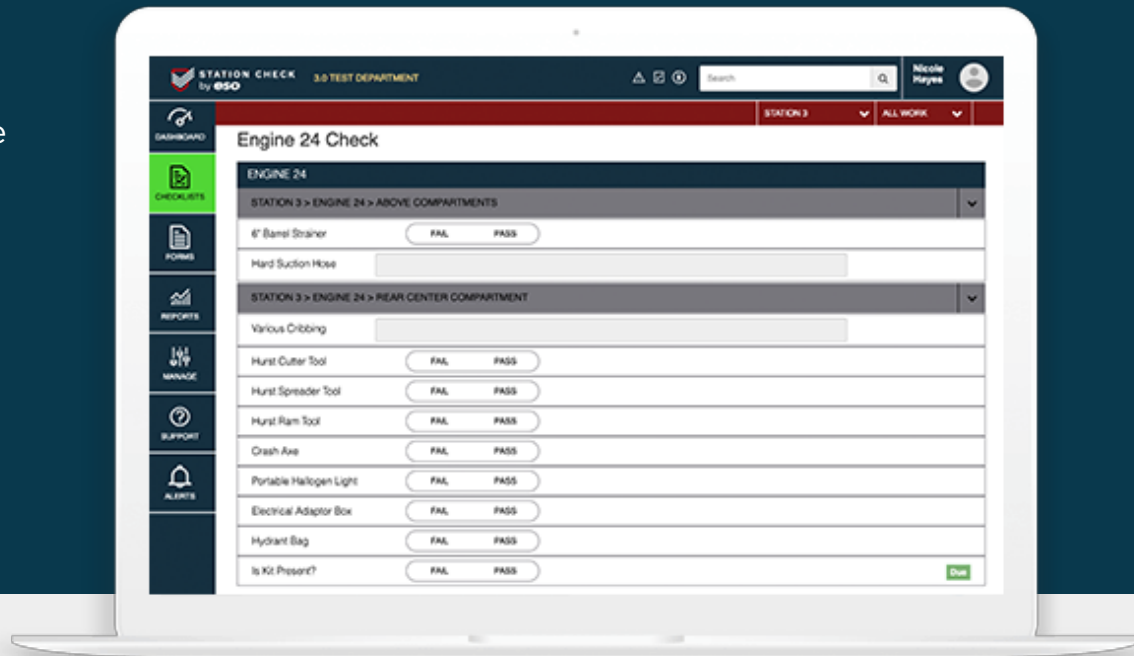 e
STATION CHECK
by eso
3.0 TEST DEPARTMENT
Search
Nicole
Hayes
STATION 3
ALL WORK
DASHBOARD
CHECKLISTS
FORMS
REPORTS
MANAGE
SUPPORT
ALERTS
Engine 24 Check
ENGINE 24
STATION 3 > ENGINE 24 > ABOVE COMPARTMENTS
6" Barrel Strainer FAIL PASS
Hard Suction Hose
STATION 3 > ENGINE 24 > REAR CENTER COMPARTMENT
Various Cribbing
Hurst Cutter Tool FAIL PASS
Hurst Spreader Tool FAIL PASS
Hurst Ram Tool FAIL PASS
Crash Axe FAIL PASS
Portable Hallogen Light FAIL PASS
Electrical Adaptor Box FAIL PASS
Hydrant Bag FAIL PASS
Is Kit Present? FAIL PASS Due